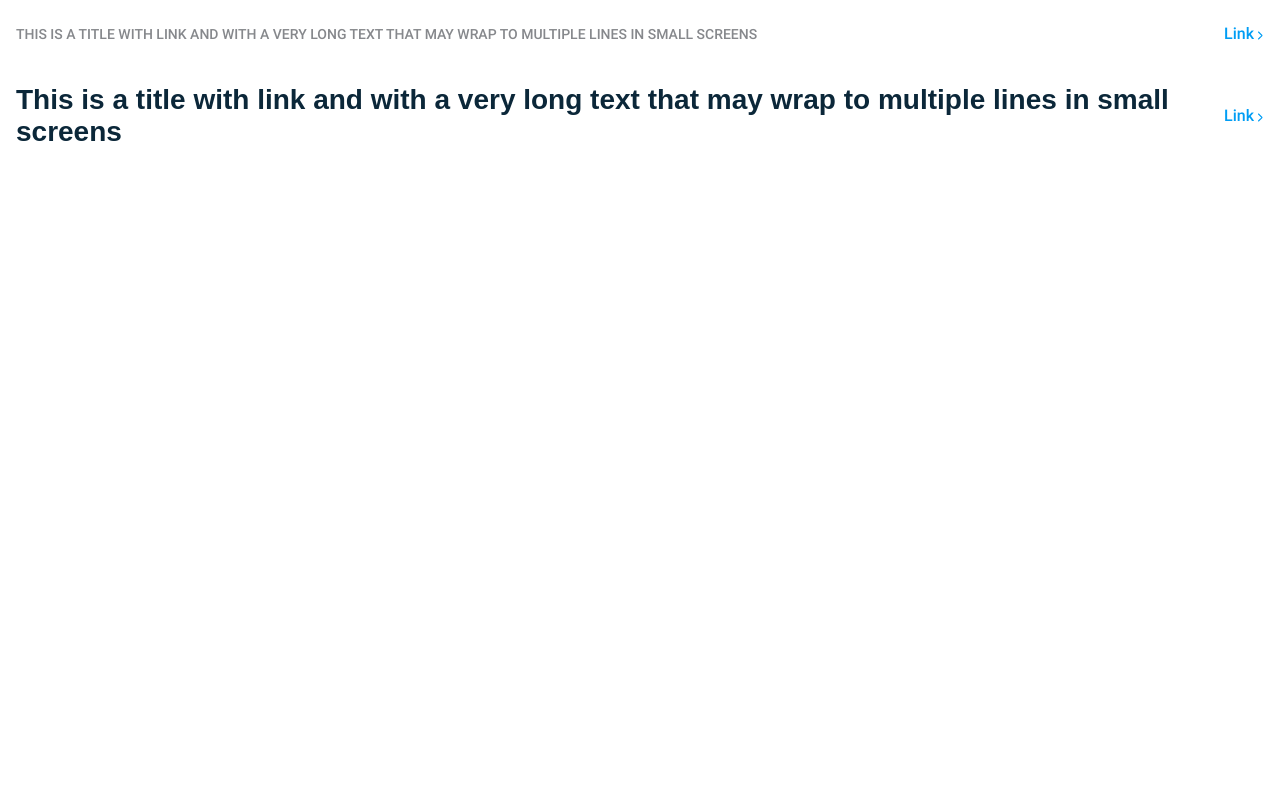 THIS IS A TITLE WITH LINK AND WITH A VERY LONG TEXT THAT MAY WRAP TO MULTIPLE LINES IN SMALL SCREENS
Link
This is a title with link and with a very long text that may wrap to multiple lines in small
screens
Link